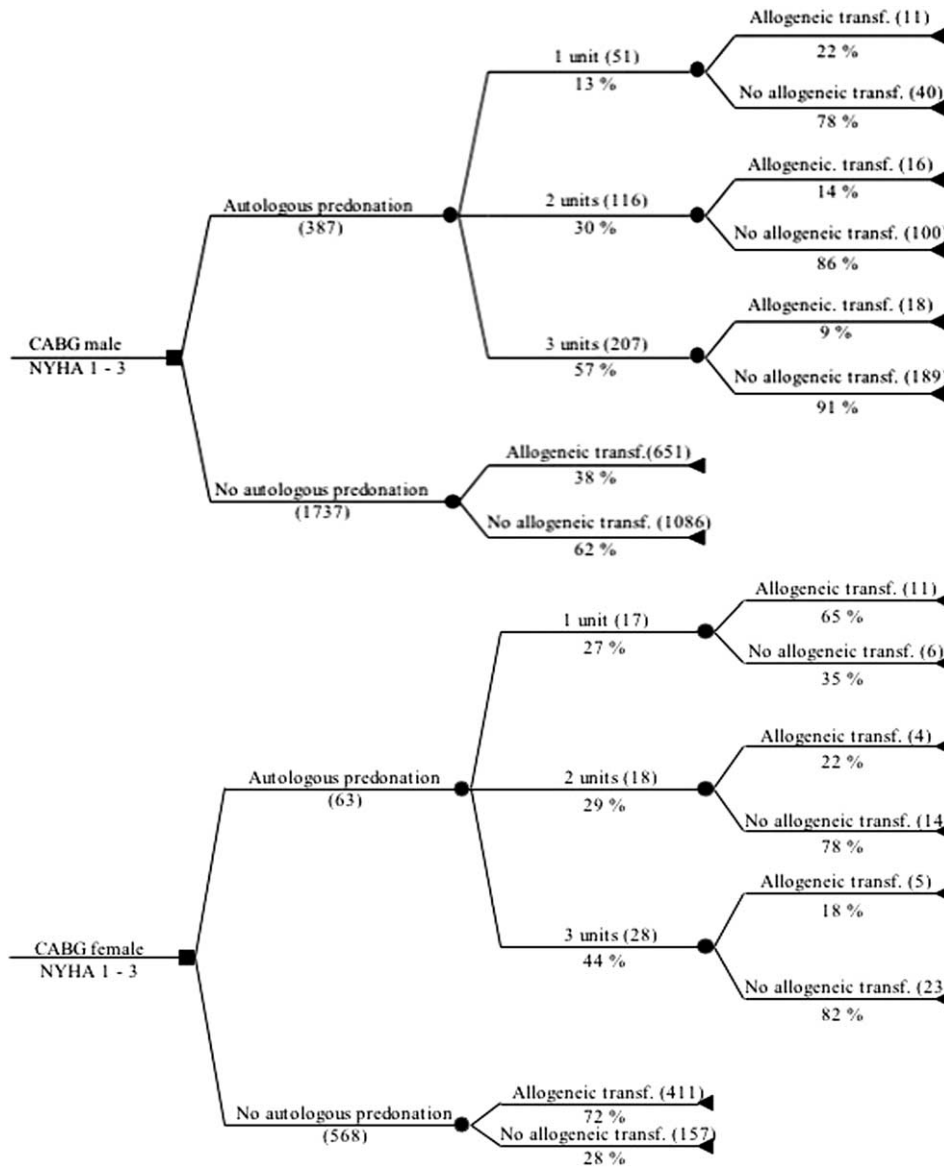 Allogeneic transf. (11)
22 %
1 unit (51)
13 %
No allogeneic transf. (40)
78 %
Allogeneic. transf. (16)
14 %
Autologous predonation
(387)
2 units (116)
30 %
No allogeneic transf. (100
86 %
Allogeneic. transf. (18)
9 %
CABG male
NYHA 1 - 3
3 units (207)
57 %
No allogeneic transf. (189
91 %
Allogeneic transf.(651)
38 %
No autologous predonation
(1737)
No allogeneic transf. (1086)
62 %
Allogeneic transf. (11)
65 %
1 unit (17)
27 %
No allogeneic transf. (6)
35 %
Allogeneic transf. (4)
22 %
Autologous predonation
(63)
2 units (18)
29 %
No allogeneic transf. (14
78 %
Allogeneic transf. (5)
18 %
CABG female
NYHA 1 - 3
3 units (28)
44 %
No allogeneic transf. (23
82 %
Allogeneic transf. (411)
72 %
No autologous predonation
(568)
No allogeneic transf. (157)
28 %